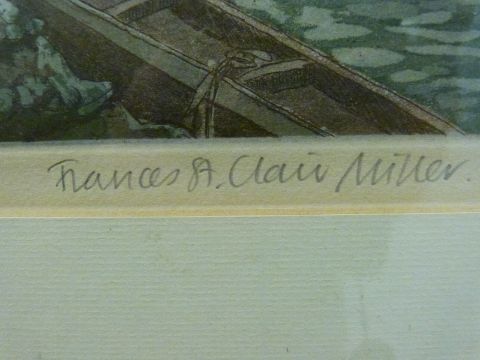 Frances St. Clair Miller.